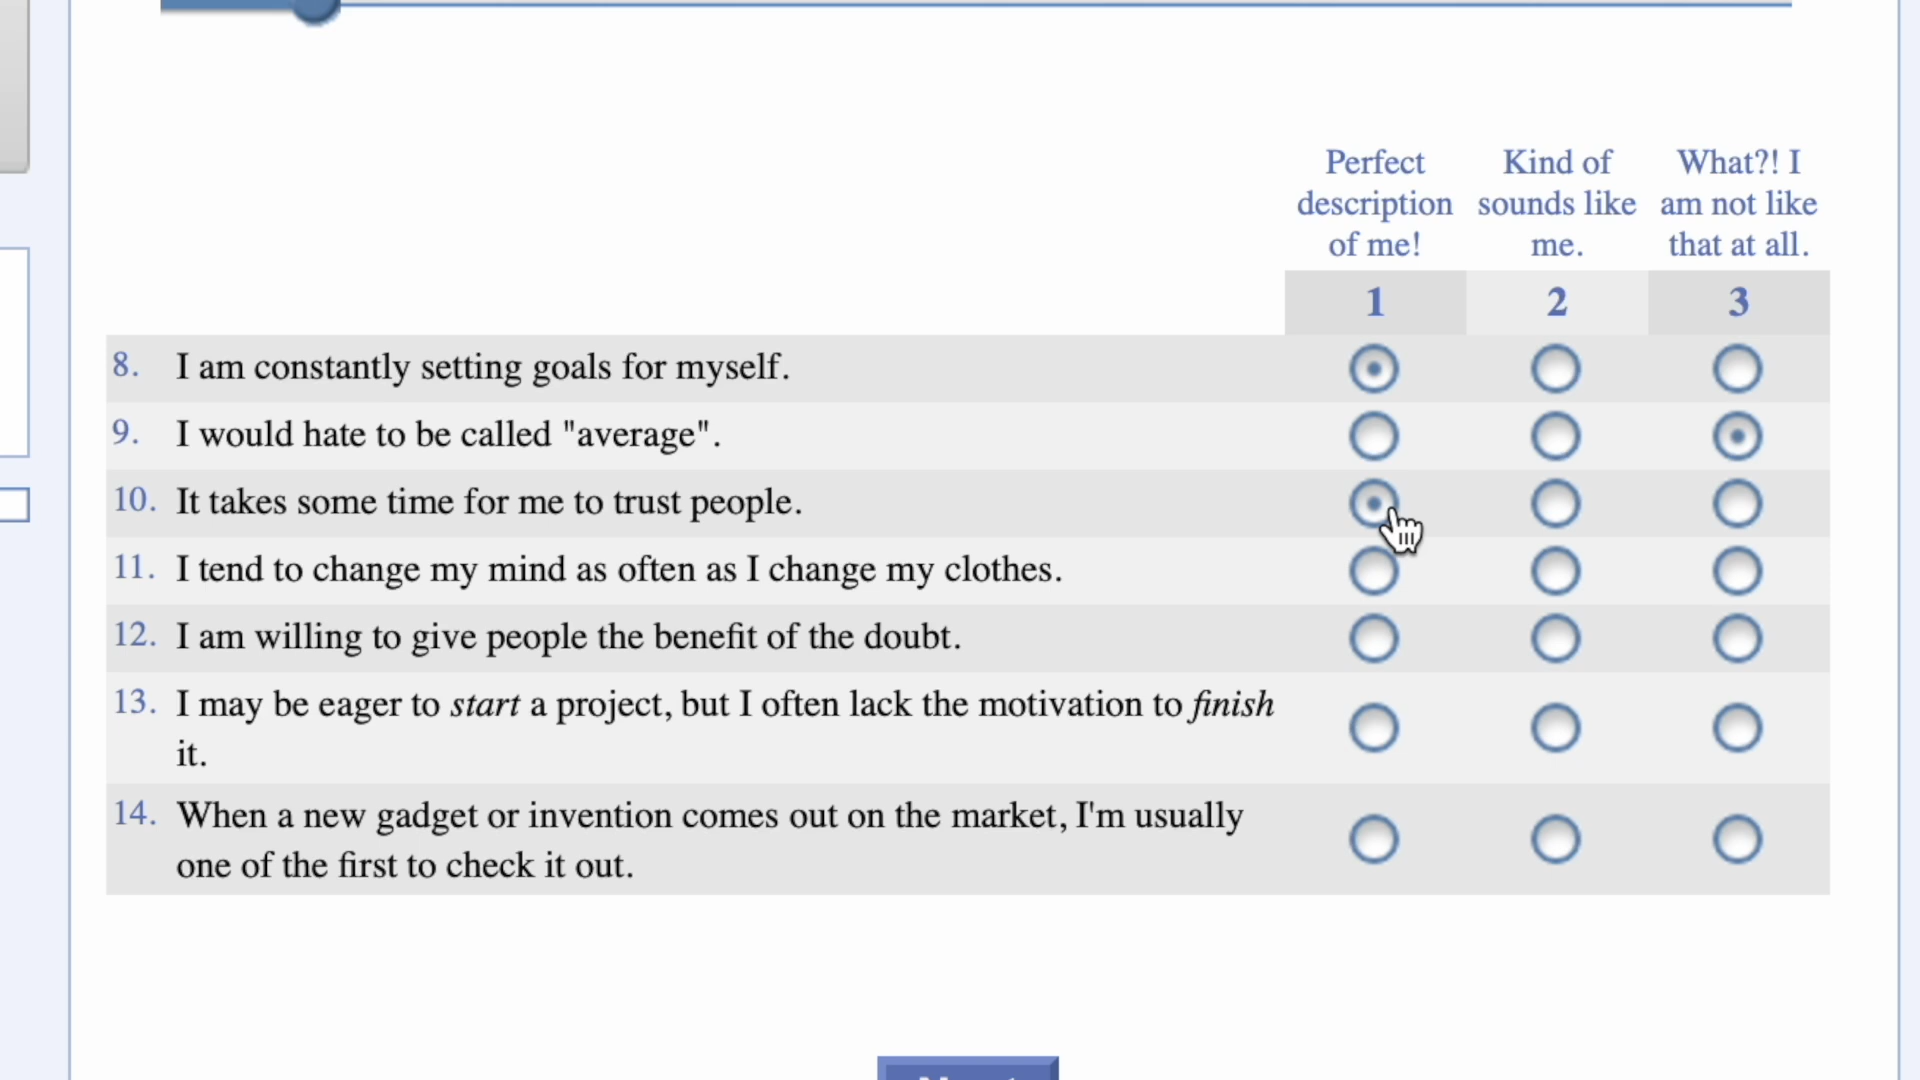 Perfect description of me!
Kind of sounds like me.
What?! I am not like that at all.
1 2 3
8. I am constantly setting goals for myself.
9. I would hate to be called "average".
10. It takes some time for me to trust people.
11. I tend to change my mind as often as I change my clothes.
12. I am willing to give people the benefit of the doubt.
13. I may be eager to start a project, but I often lack the motivation to finish
it.
14. When a new gadget or invention comes out on the market, I'm usually
one of the first to check it out.